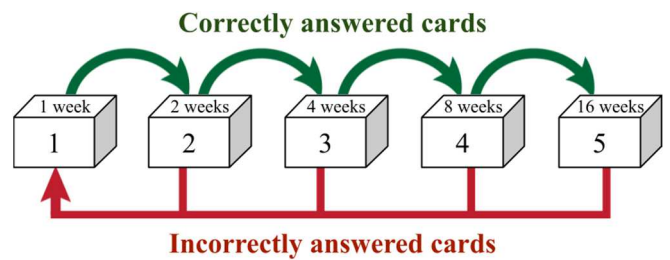 Correctly answered cards
1 week
2 weeks
4 weeks
8 weeks
16 weeks
1
2
3
4
5
Incorrectly answered cards